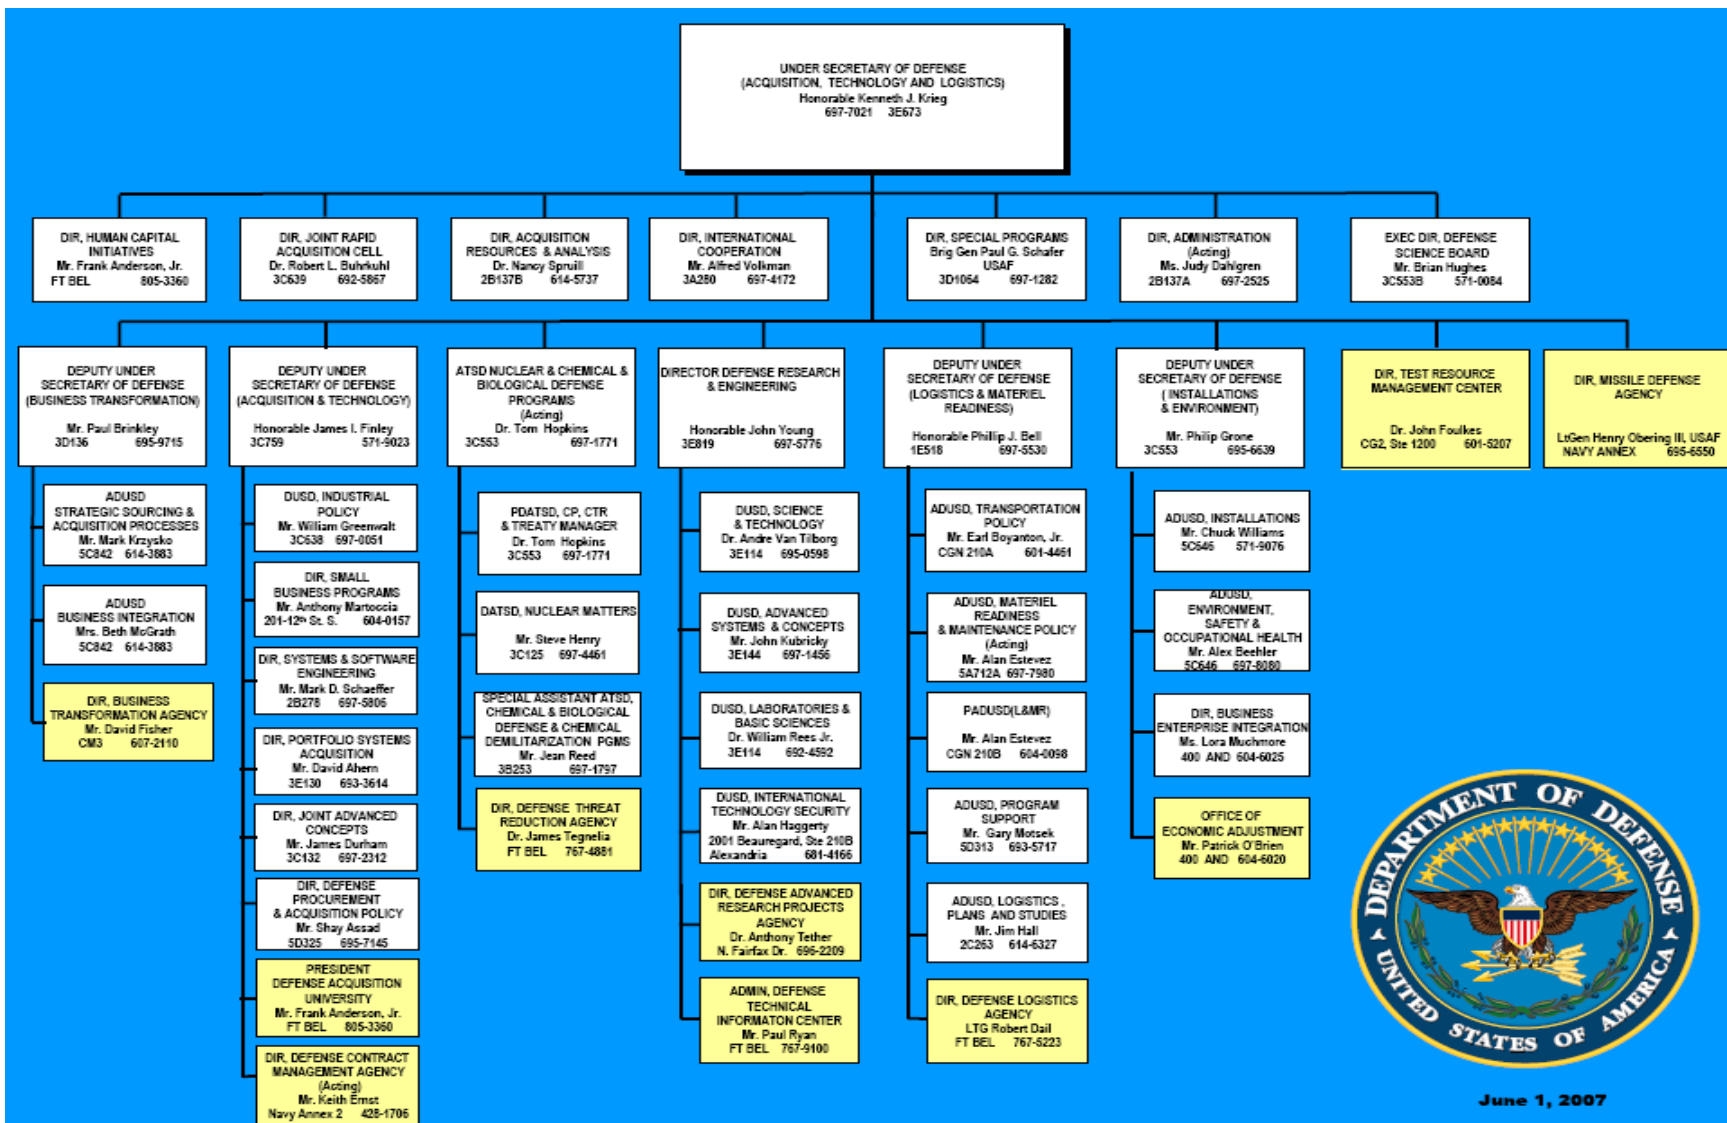 UNDER SECRETARY OF DEFENSE
(ACQUISITION, TECHNOLOGY AND LOGISTICS)
Honorable Kenneth J. Krieg
697-7021 3E673
DIR, HUMAN CAPITAL
INITIATIVES
Mr. Frank Anderson, Jr.
FT BEL 805-3360
DIR, JOINT RAPID
ACQUISITION CELL
Dr. Robert L. Buhrkuhl
3C639 692-5867
DIR, ACQUISITION
RESOURCES & ANALYSIS
Dr. Nancy Spruill
2B137B 614-5737
DIR, INTERNATIONAL
COOPERATION
Mr. Alfred Volkman
3A280 697-4172
DIR, SPECIAL PROGRAMS
Brig Gen Paul G. Schafer
USAF
3D1064 697-1282
DIR, ADMINISTRATION
(Acting)
Ms. Judy Dahlgren
2B137A 697-2525
EXEC DIR, DEFENSE
SCIENCE BOARD
Mr. Brian Hughes
3C553B 571-0084
DEPUTY UNDER
SECRETARY OF DEFENSE
(BUSINESS TRANSFORMATION)
Mr. Paul Brinkley
3D136 695-9715
DEPUTY UNDER
SECRETARY OF DEFENSE
(ACQUISITION & TECHNOLOGY)
Honorable James I. Finley
3C759 571-9023
ATSD NUCLEAR & CHEMICAL &
BIOLOGICAL DEFENSE
PROGRAMS
(Acting)
Dr. Tom Hopkins
3C553 697-1771
DIRECTOR DEFENSE RESEARCH
& ENGINEERING
Honorable John Young
3E819 697-5776
DEPUTY UNDER
SECRETARY OF DEFENSE
(LOGISTICS & MATERIEL
READINESS)
Honorable Phillip J. Bell
1E518 697-5530
DEPUTY UNDER
SECRETARY OF DEFENSE
( INSTALLATIONS
& ENVIRONMENT)
Mr. Philip Grone
3C553 695-6639
DIR, TEST RESOURCE
MANAGEMENT CENTER
Dr. John Foulkes
CG2, Ste 1200 601-5207
DIR, MISSILE DEFENSE
AGENCY
LtGen Henry Obering III, USAF
NAVY ANNEX 695-6550
ADUSD
STRATEGIC SOURCING &
ACQUISITION PROCESSES
Mr. Mark Krzysko
5C842 614-3883
ADUSD
BUSINESS INTEGRATION
Mrs. Beth McGrath
5C842 614-3883
DIR, BUSINESS
TRANSFORMATION AGENCY
Mr. David Fisher
CM3 607-2110
DUSD, INDUSTRIAL
POLICY
Mr. William Greenwalt
3C638 697-0051
DIR, SMALL
BUSINESS PROGRAMS
Mr. Anthony Martoccia
201-12th St. S. 604-0157
DIR, SYSTEMS & SOFTWARE
ENGINEERING
Mr. Mark D. Schaeffer
2B278 697-5806
DIR, PORTFOLIO SYSTEMS
ACQUISITION
Mr. David Ahern
3E130 693-3614
DIR, JOINT ADVANCED
CONCEPTS
Mr. James Durham
3C132 697-2312
DIR, DEFENSE
PROCUREMENT
& ACQUISITION POLICY
Mr. Shay Assad
5D325 695-7145
PRESIDENT
DEFENSE ACQUISITION
UNIVERSITY
Mr. Frank Anderson, Jr.
FT BEL 805-3360
DIR, DEFENSE CONTRACT
MANAGEMENT AGENCY
(Acting)
Mr. Keith Ernst
Navy Annex 2 428-1706
PDATSD, CP, CTR
& TREATY MANAGER
Dr. Tom Hopkins
3C553 697-1771
DATSD, NUCLEAR MATTERS
Mr. Steve Henry
3C125 697-4461
SPECIAL ASSISTANT ATSD,
CHEMICAL & BIOLOGICAL
DEFENSE & CHEMICAL
DEMILITARIZATION PGMS
Mr. Jean Reed
3B253 697-1797
DIR, DEFENSE THREAT
REDUCTION AGENCY
Dr. James Tegnelia
FT BEL 767-4881
DUSD, SCIENCE
& TECHNOLOGY
Dr. Andre Van Tilborg
3E114 695-0598
DUSD, ADVANCED
SYSTEMS & CONCEPTS
Mr. John Kubricky
3E144 697-1456
DUSD, LABORATORIES &
BASIC SCIENCES
Dr. William Rees Jr.
3E114 692-4592
DUSD, INTERNATIONAL
TECHNOLOGY SECURITY
Mr. Alan Haggerty
2001 Beauregard, Ste 210B
Alexandria 681-4166
DIR, DEFENSE ADVANCED
RESEARCH PROJECTS
AGENCY
Dr. Anthony Tether
N. Fairfax Dr. 696-2209
ADMIN, DEFENSE
TECHNICAL
INFORMATON CENTER
Mr. Paul Ryan
FT BEL 767-9100
ADUSD, TRANSPORTATION
POLICY
Mr. Earl Boyanton, Jr.
CGN 210A 601-4461
ADUSD, MATERIEL
READINESS
& MAINTENANCE POLICY
(Acting)
Mr. Alan Estevez
5A712A 697-7980
PADUSD(L&MR)
Mr. Alan Estevez
CGN 210B 604-0098
ADUSD, PROGRAM
SUPPORT
Mr. Gary Motsek
5D313 693-5717
ADUSD, LOGISTICS ,
PLANS AND STUDIES
Mr. Jim Hall
2C263 614-6327
DIR, DEFENSE LOGISTICS
AGENCY
LTG Robert Dail
FT BEL 767-5223
ADUSD, INSTALLATIONS
Mr. Chuck Williams
5C646 571-9076
ADUSD,
ENVIRONMENT,
SAFETY &
OCCUPATIONAL HEALTH
Mr. Alex Beehler
5C646 697-8080
DIR, BUSINESS
ENTERPRISE INTEGRATION
Ms. Lora Muchmore
400 AND 604-6025
OFFICE OF
ECONOMIC ADJUSTMENT
Mr. Patrick O'Brien
400 AND 604-6020
DEPARTMENT OF DEFENSE
UNITED STATES OF AMERICA
June 1, 2007